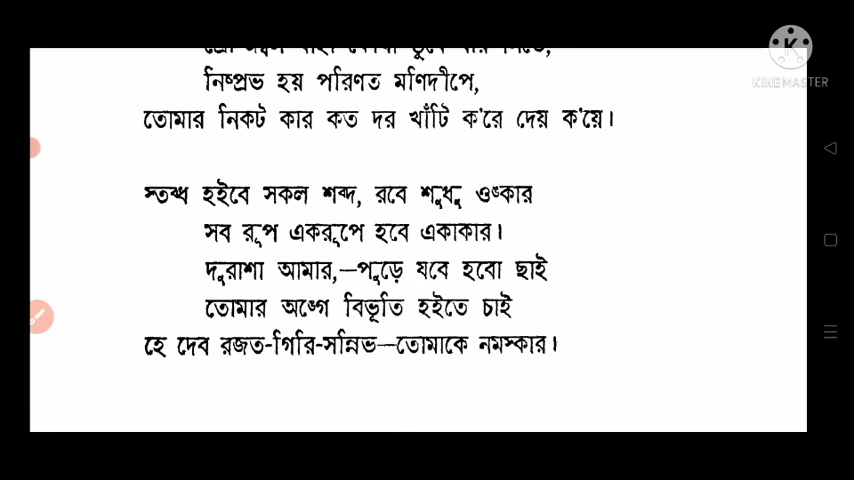 নিষ্প্রভ হয় পরিণত মণিদীপে,
তোমার নিকট কার কত দর খাঁটি ক'রে দেয় ক'য়ে।
স্তব্ধ হইবে সকল শব্দ, রবে শুধু ওঙ্কার
সব রূপ একরূপে হবে একাকার।
দুরাশা আমার,—পুড়ে যবে হবো ছাই
তোমার অঙ্গে বিভূতি হইতে চাই
হে দেব রজত-গিরি-সন্নিভ—তোমাকে নমস্কার।
KINEMASTER